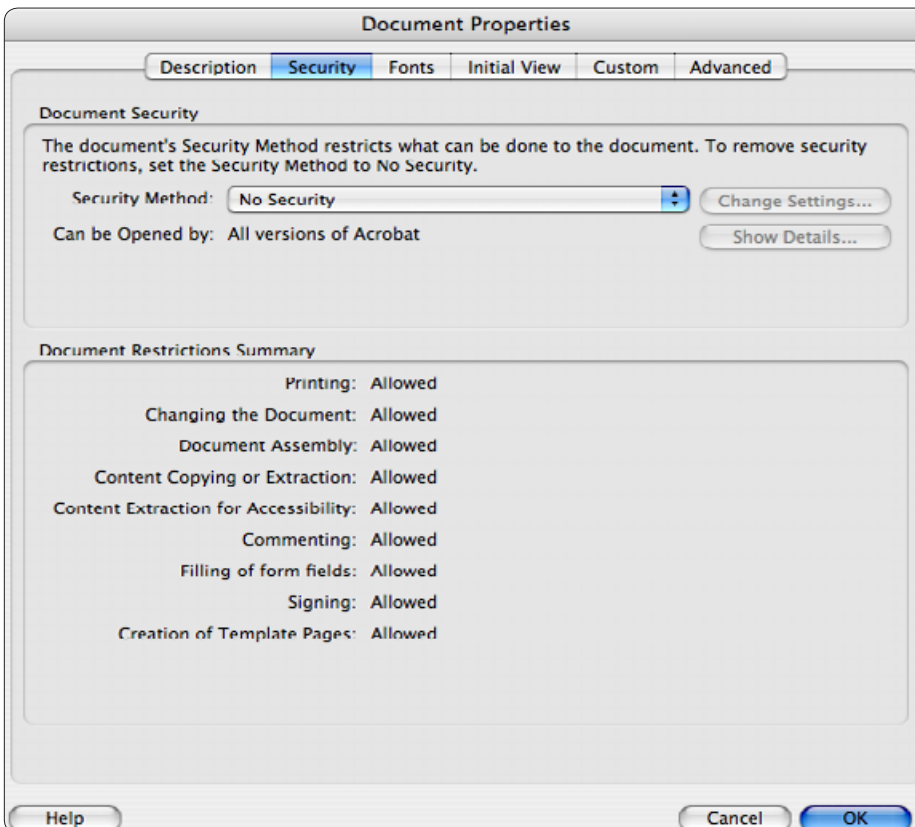 Document Properties
Description Security Fonts Initial View Custom Advanced
Document Security
The document's Security Method restricts what can be done to the document. To remove security
restrictions, set the Security Method to No Security.
Security Method: No Security Change Settings...
Can be Opened by: All versions of Acrobat Show Details...
Document Restrictions Summary
Printing: Allowed
Changing the Document: Allowed
Document Assembly: Allowed
Content Copying or Extraction: Allowed
Content Extraction for Accessibility: Allowed
Commenting: Allowed
Filling of form fields: Allowed
Signing: Allowed
Creation of Template Pages: Allowed
Help Cancel OK